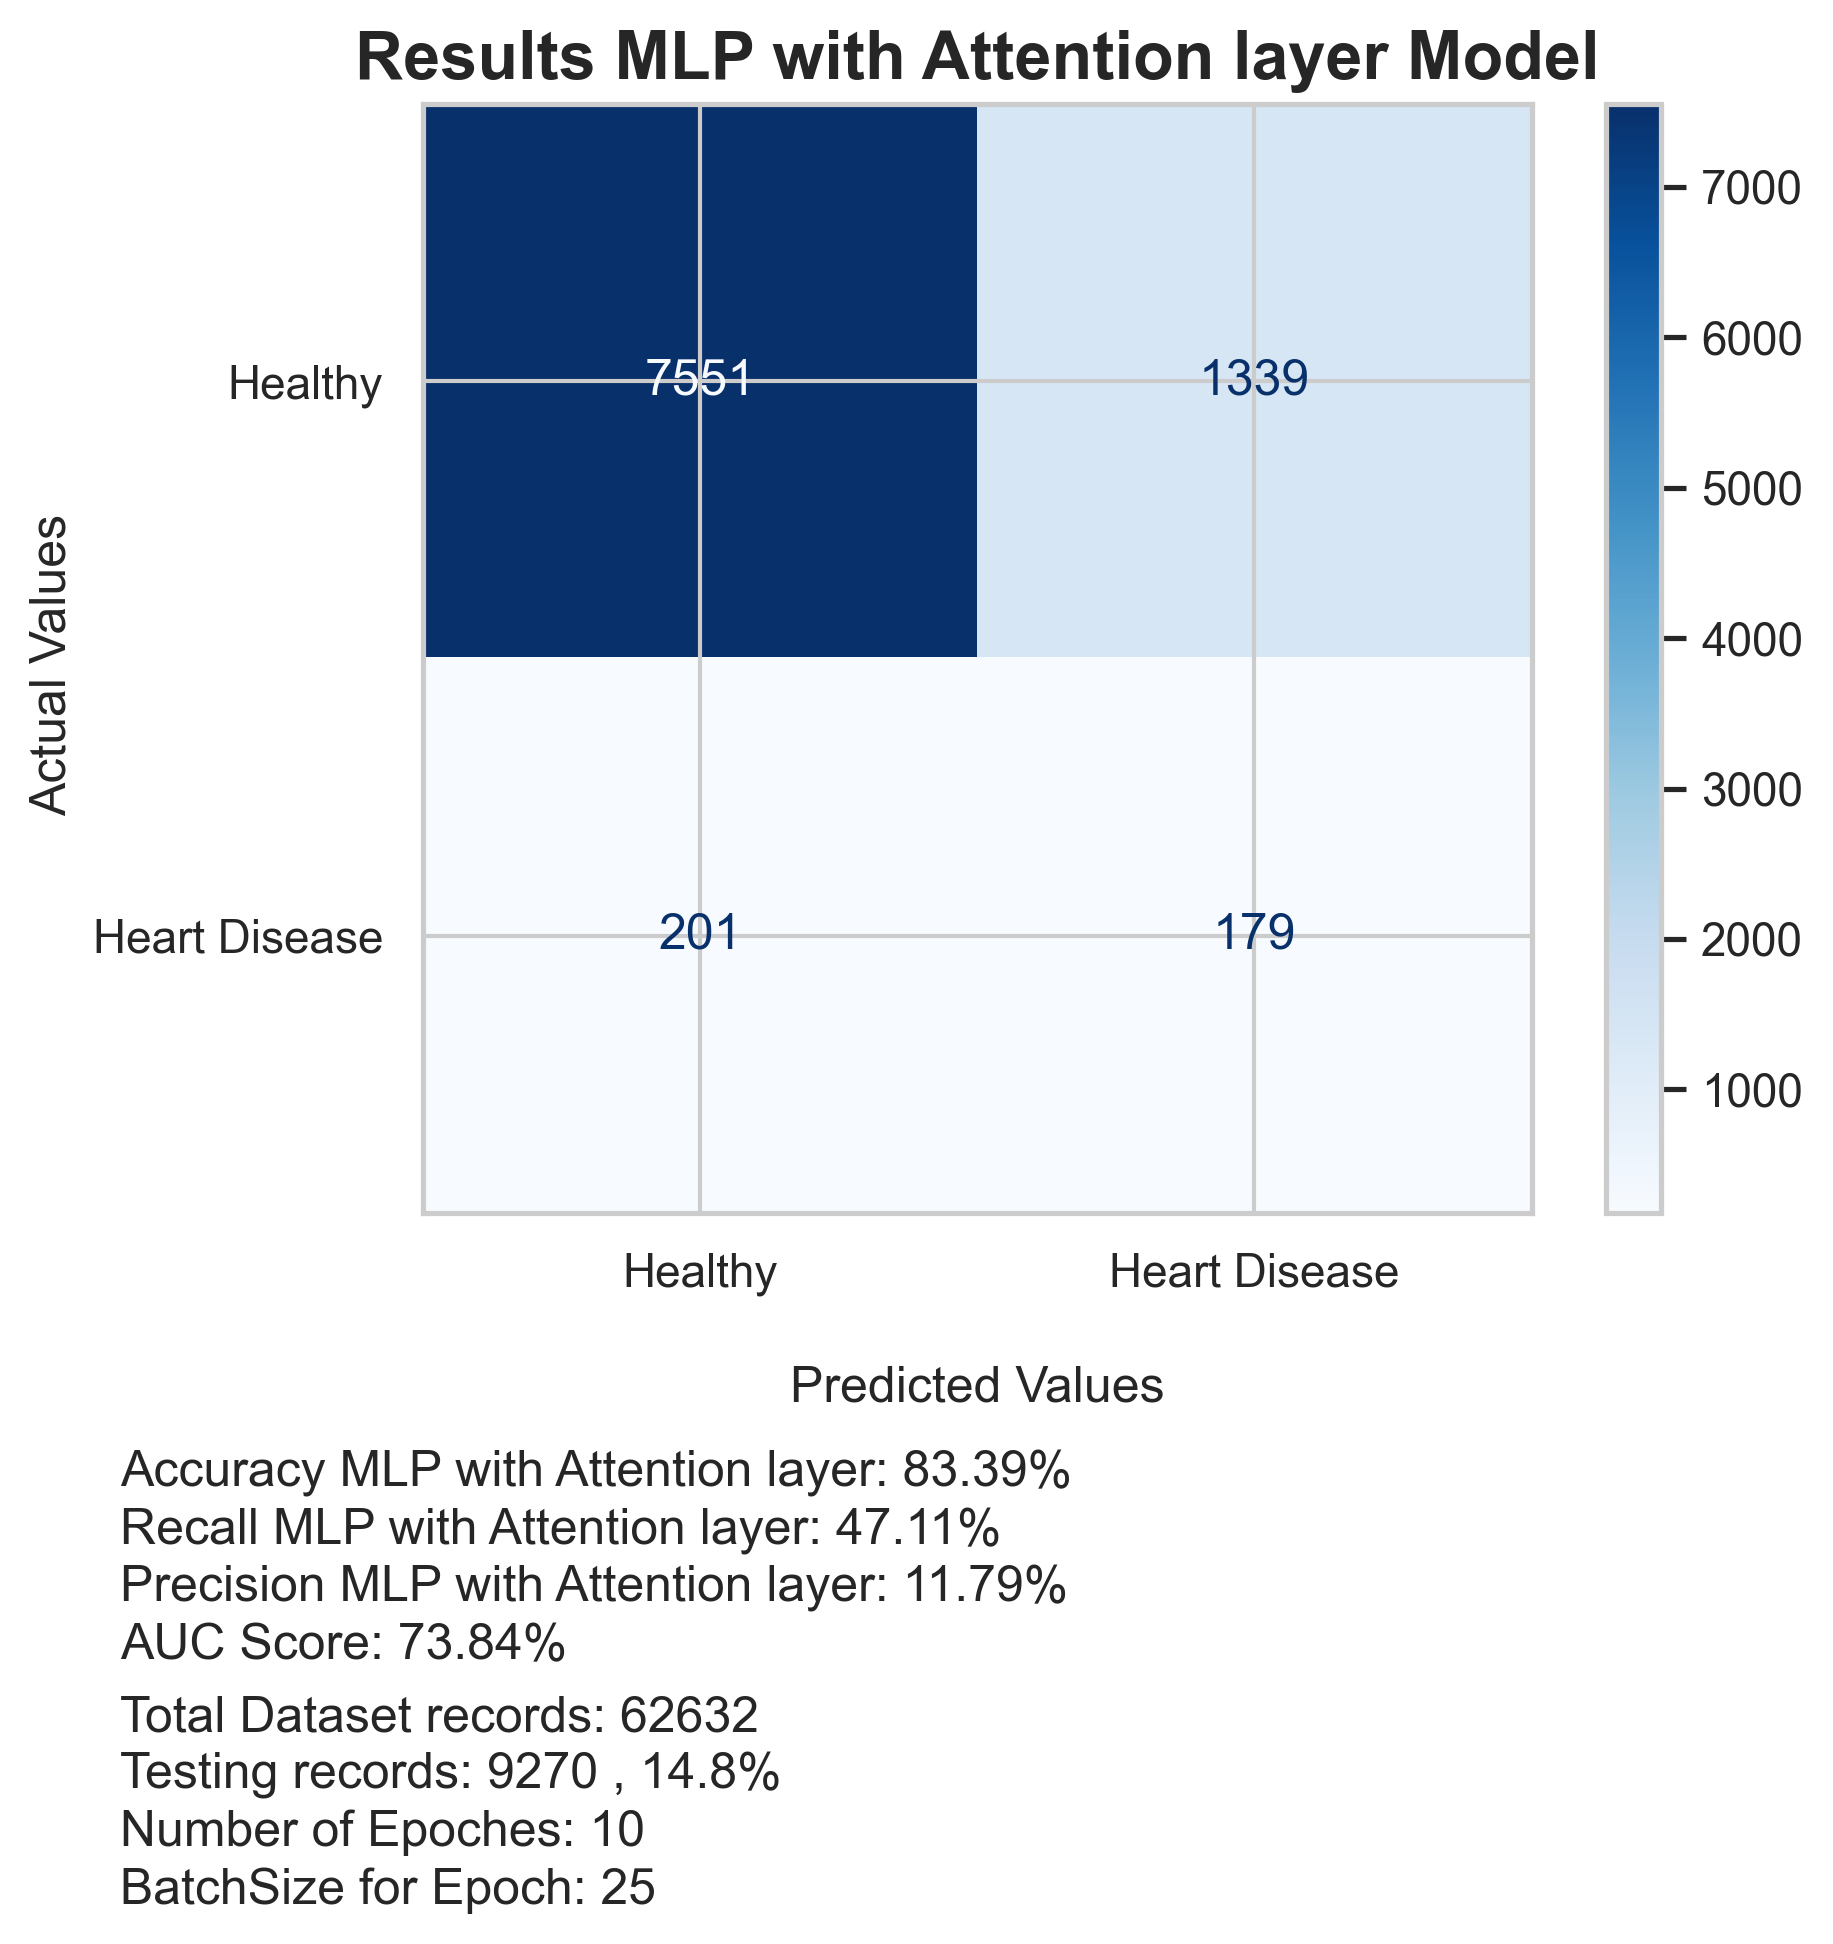 Results MLP with Attention layer Model
7000
6000
5000
4000
3000
2000
1000
Actual Values
Healthy
7551
1339
Heart Disease
201
179
Healthy
Heart Disease
Predicted Values
Accuracy MLP with Attention layer: 83.39%
Recall MLP with Attention layer: 47.11%
Precision MLP with Attention layer: 11.79%
AUC Score: 73.84%
Total Dataset records: 62632
Testing records: 9270 , 14.8%
Number of Epoches: 10
BatchSize for Epoch: 25